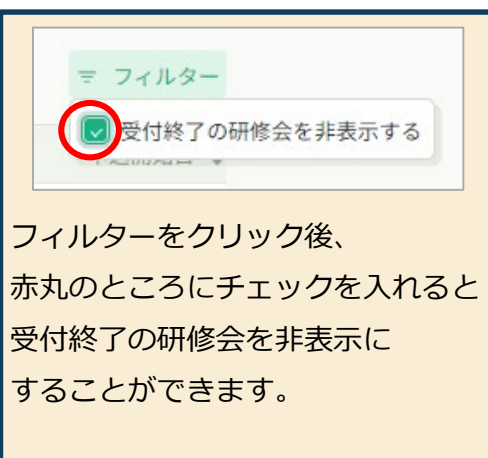 フィルター
受付終了の研修会を非表示する
フィルターをクリック後、
赤丸のところにチェックを入れると
受付終了の研修会を非表示に
することができます。